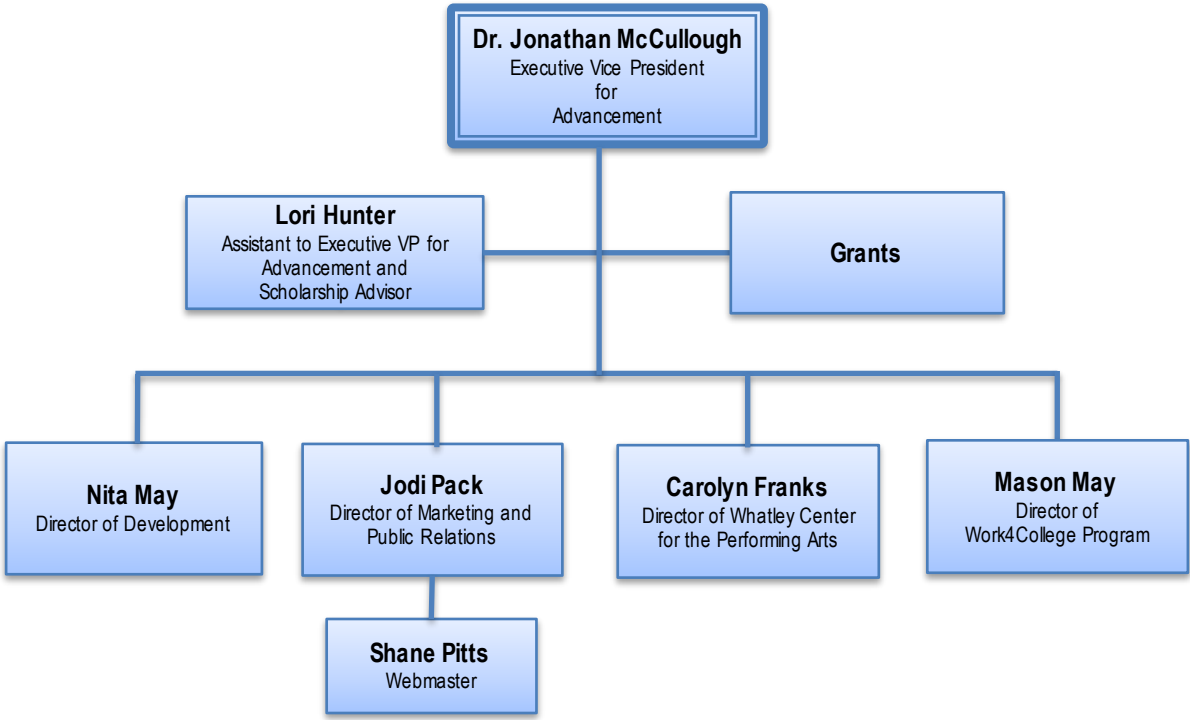 Dr. Jonathan McCullough
Executive Vice President
for
Advancement
Lori Hunter
Assistant to Executive VP for
Advancement and
Scholarship Advisor
Grants
Nita May
Director of Development
Jodi Pack
Director of Marketing and
Public Relations
Carolyn Franks
Director of Whatley Center
for the Performing Arts
Mason May
Director of
Work4College Program
Shane Pitts
Webmaster